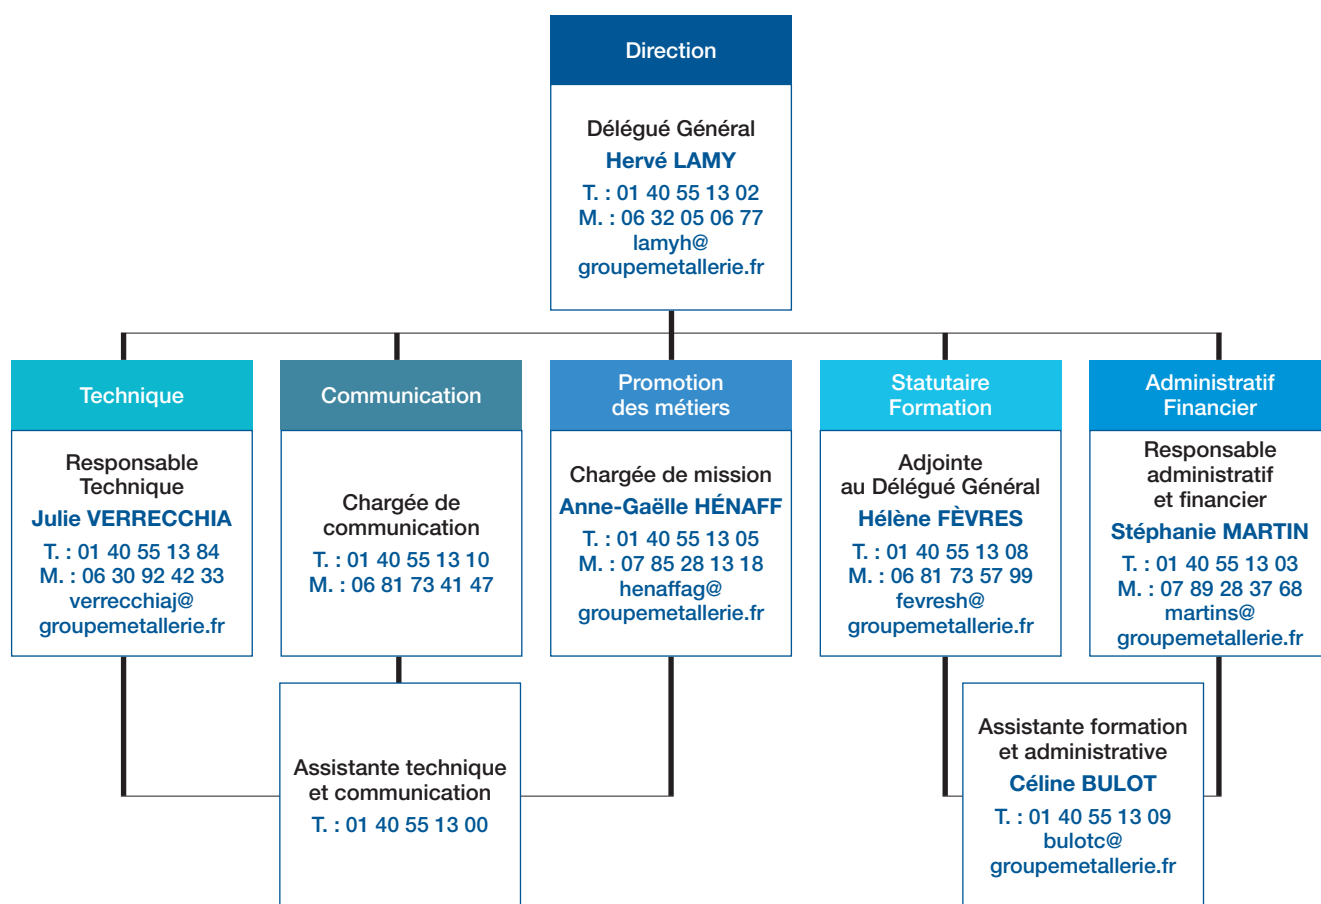 Direction
Délégué Général
Hervé LAMY
T. : 01 40 55 13 02
M. : 06 32 05 06 77
lamyh@
groupemetallerie.fr
Technique
Responsable
Technique
Julie VERRECCHIA
T. : 01 40 55 13 84
M. : 06 30 92 42 33
verrecchiaj@
groupemetallerie.fr
Communication
Chargée de
communication
T. : 01 40 55 13 10
M. : 06 81 73 41 47
Promotion
des métiers
Chargée de mission
Anne-Gaëlle HÉNAFF
T. : 01 40 55 13 05
M. : 07 85 28 13 18
henaffag@
groupemetallerie.fr
Statutaire
Formation
Adjointe
au Délégué Général
Hélène FÈVRES
T. : 01 40 55 13 08
M. : 06 81 73 57 99
fevresh@
groupemetallerie.fr
Administratif
Financier
Responsable
administratif
et financier
Stéphanie MARTIN
T. : 01 40 55 13 03
M. : 07 89 28 37 68
martins@
groupemetallerie.fr
Assistante technique
et communication
T. : 01 40 55 13 00
Assistante formation
et administrative
Céline BULOT
T. : 01 40 55 13 09
bulotc@
groupemetallerie.fr